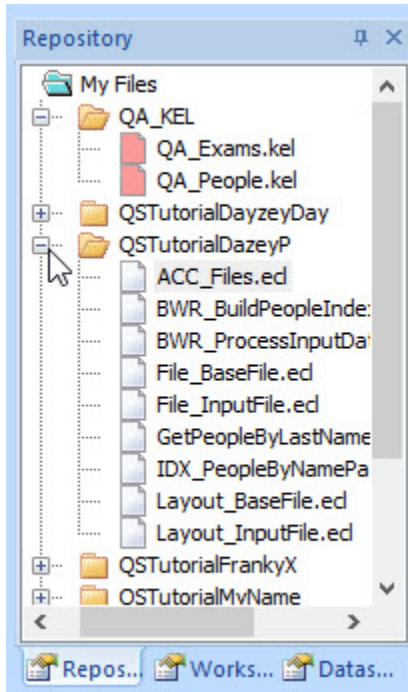 Repository
My Files
QA_KEL
QA_Exams.kel
QA_People.kel
QSTutorialDayzeyDay
QSTutorialDazeyP
ACC_Files.ecl
BWR_BuildPeopleInde
BWR_ProcessInputDa
File_BaseFile.ecl
File_InputFile.ecl
GetPeopleByLastName
IDX_PeopleByNamePa
Layout_BaseFile.ecl
Layout_InputFile.ecl
QSTutorialFrankyX
QSTutorialMyName
Repos... Works... Datas...